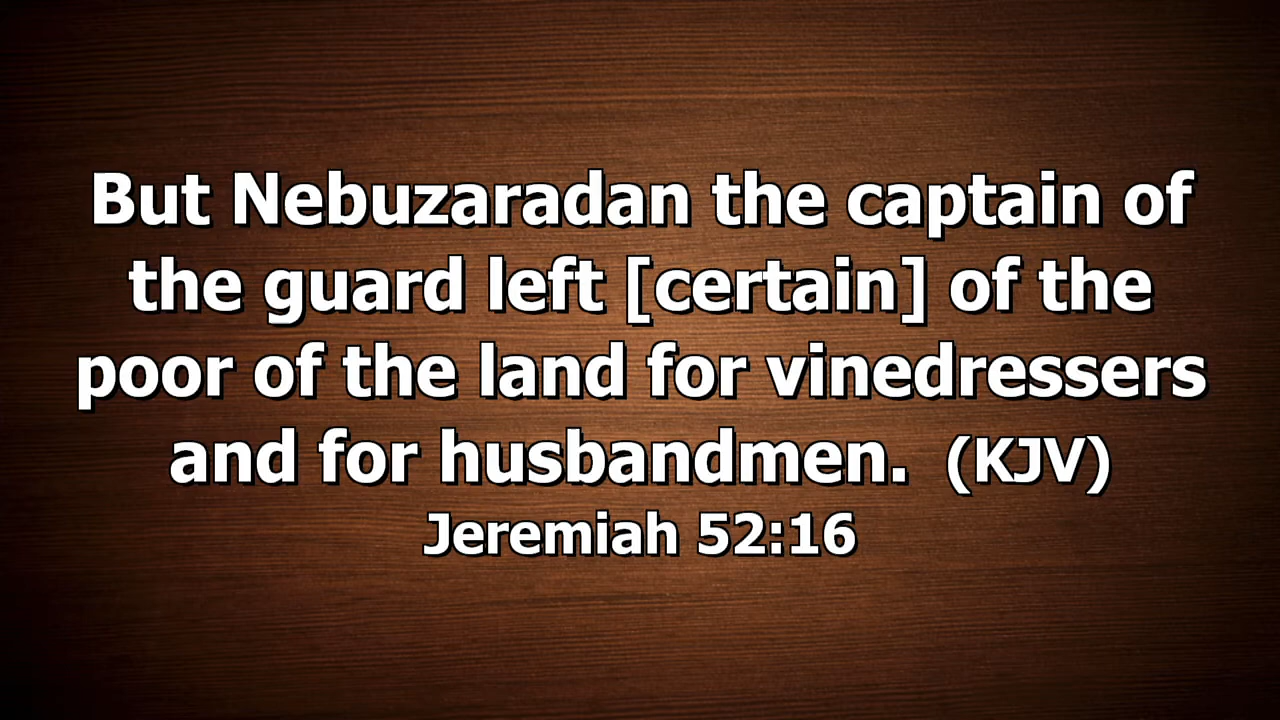 But Nebuzaradan the captain of
the guard left [certain] of the
poor of the land for vinedressers
and for husbandmen. (KJV)
Jeremiah 52:16